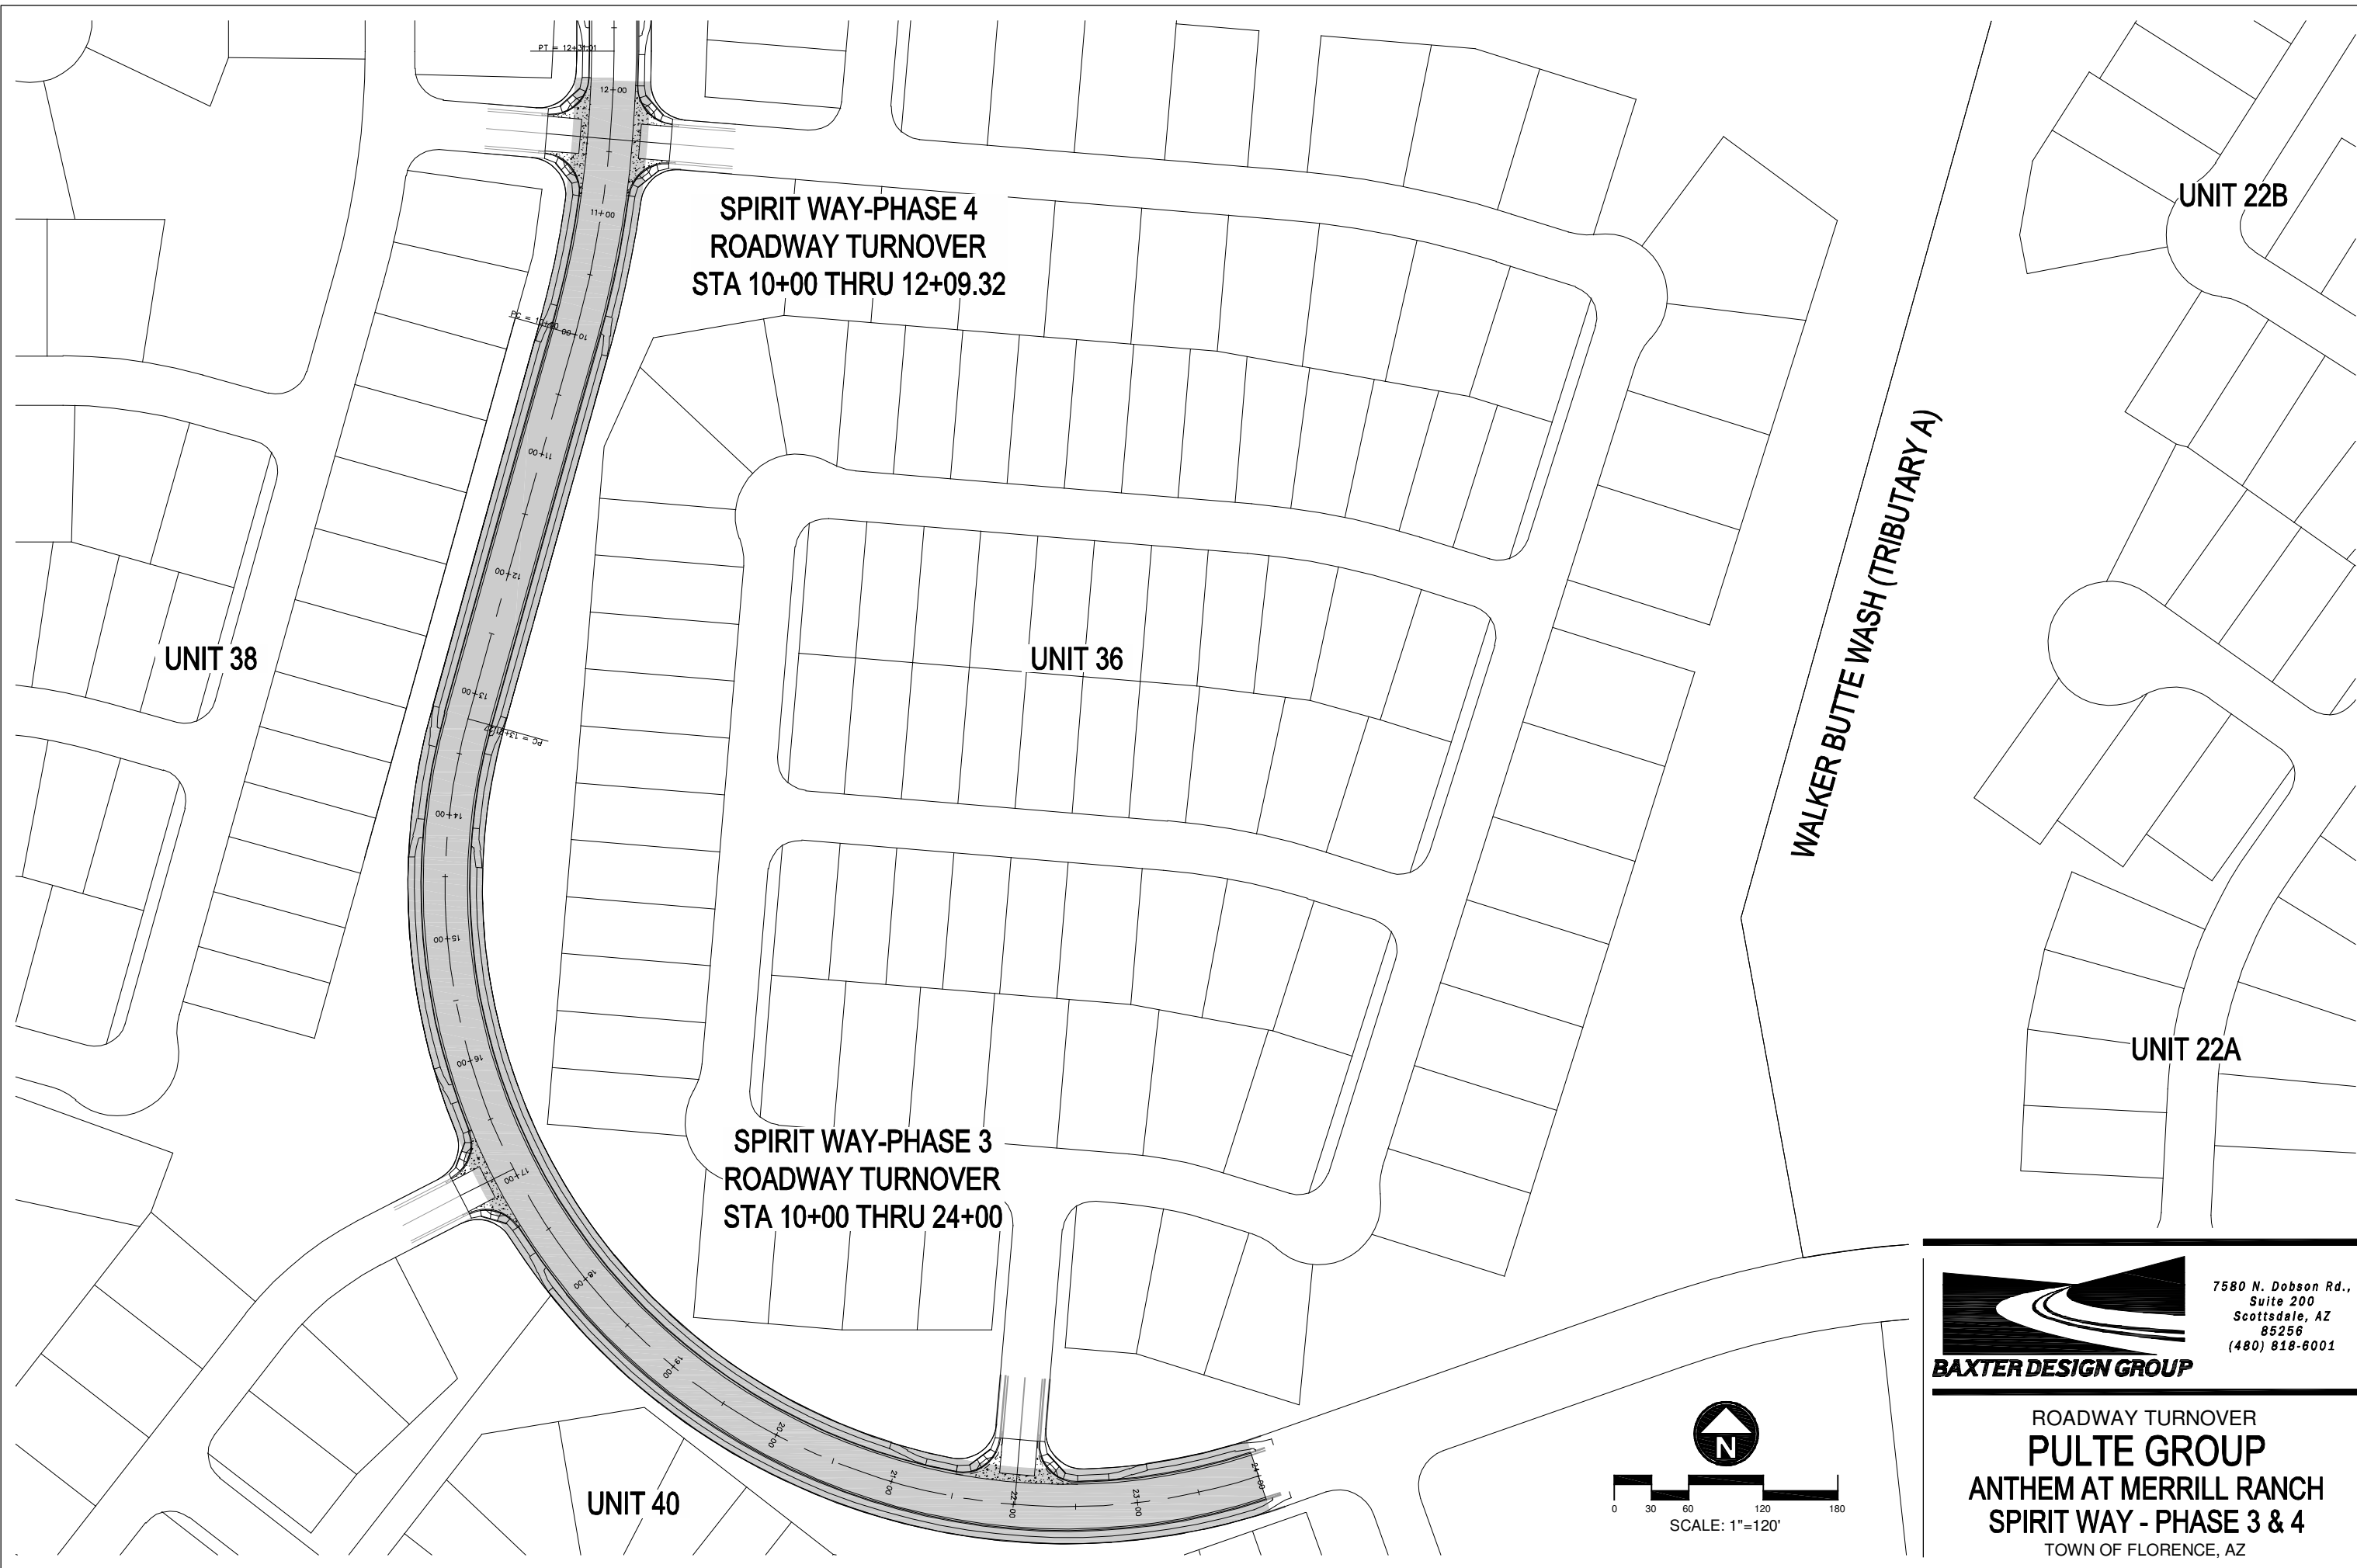 PT = 12+31.01
12+00
11+00
SPIRIT WAY-PHASE 4
ROADWAY TURNOVER
STA 10+00 THRU 12+09.32
UNIT 22B
10+00
11+00
12+00
WALKER BUTTE WASH (TRIBUTARY A)
UNIT 38
UNIT 36
13+00
14+00
15+00
16+00
UNIT 22A
17+00
SPIRIT WAY-PHASE 3
ROADWAY TURNOVER
STA 10+00 THRU 24+00
18+00
19+00
20+00
21+00
22+00
23+00
24+00
UNIT 40
N
0 30 60 120 180
SCALE: 1"=120'
7580 N. Dobson Rd.,
Suite 200
Scottsdale, AZ
85256
(480) 818-6001
BAXTER DESIGN GROUP
ROADWAY TURNOVER
PULTE GROUP
ANTHEM AT MERRILL RANCH
SPIRIT WAY - PHASE 3 & 4
TOWN OF FLORENCE, AZ